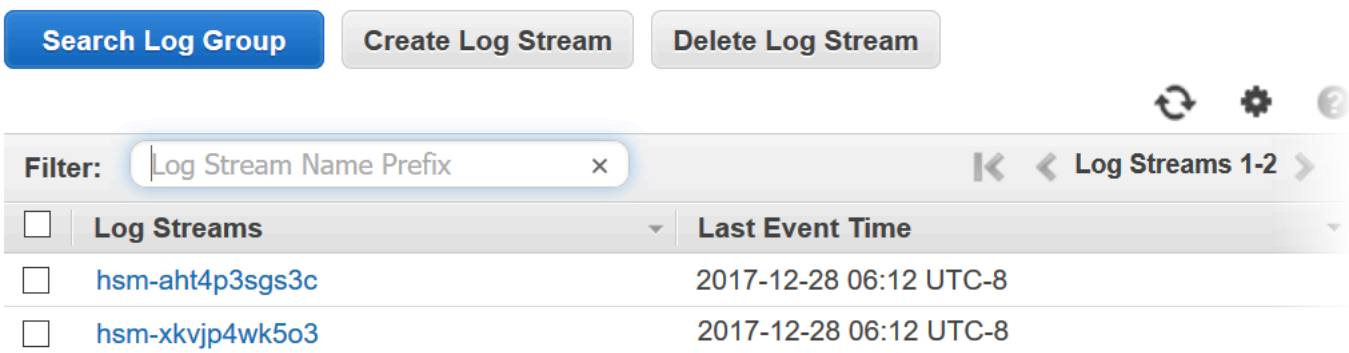 Search Log Group Create Log Stream Delete Log Stream
?
Filter: Log Stream Name Prefix × Log Streams 1-2
Log Streams Last Event Time
hsm-aht4p3sgs3c 2017-12-28 06:12 UTC-8
hsm-xkvjp4wk5o3 2017-12-28 06:12 UTC-8